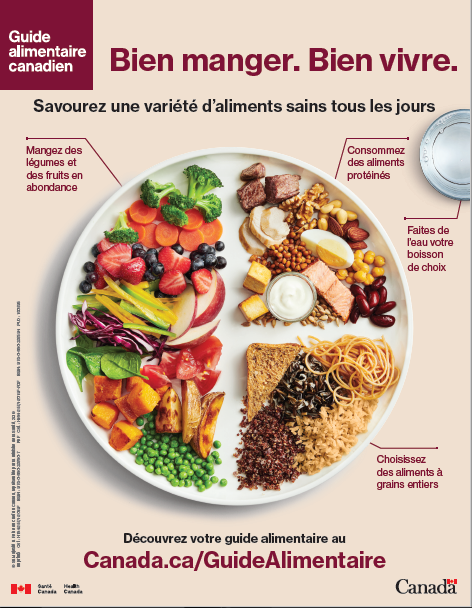 Guide
alimentaire
canadien
Bien manger. Bien vivre.
Savourez une variété d'aliments sains tous les jours
Mangez des
légumes et
des fruits en
abondance
Consommez
des aliments
protéinés
Faites de
l'eau votre
boisson
de choix
Choisissez
des aliments à
grains entiers
Découvrez votre guide alimentaire au
Canada.ca/GuideAlimentaire
Santé
Canada
Health
Canada
Canada